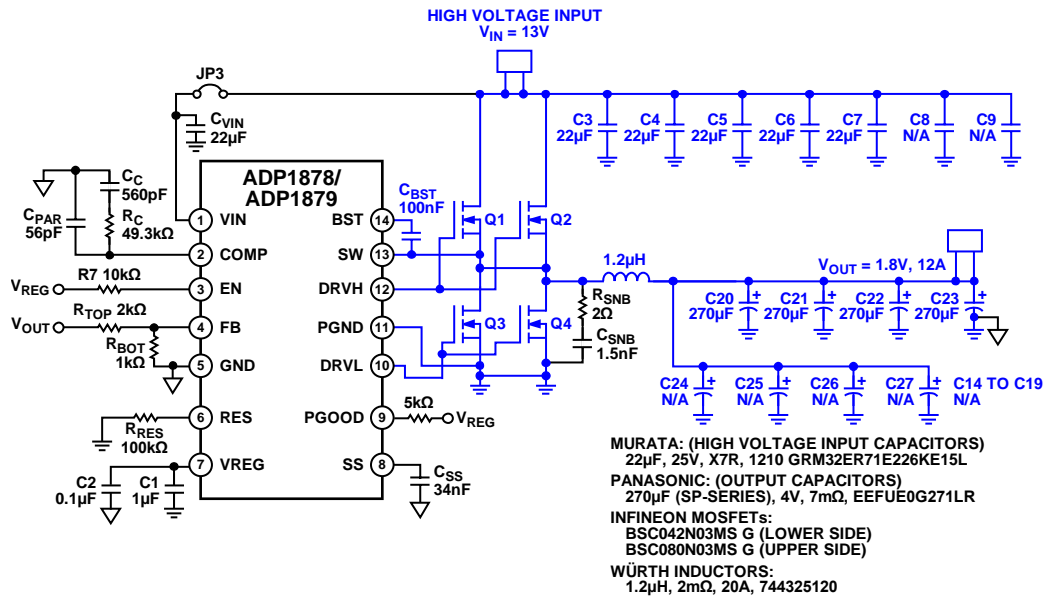 HIGH VOLTAGE INPUT
VIN = 13V
JP3
CVIN
22µF
C3
22µF
C4
22µF
C5
22µF
C6
22µF
C7
22µF
C8
N/A
C9
N/A
ADP1878/
ADP1879
CC
560pF
CPAR
56pF
RC
49.3kΩ
CBST
100nF
1 VIN
2 COMP
3 EN
4 FB
5 GND
6 RES
7 VREG
BST 14
SW 13
DRVH 12
PGND 11
DRVL 10
PGOOD 9
SS 8
Q1
Q2
Q3
Q4
VREG
R7 10kΩ
VOUT
RTOP 2kΩ
RBOT
1kΩ
RRES
100kΩ
C2
0.1µF
C1
1µF
5kΩ
VREG
CSS
34nF
1.2µH
RSNB
2Ω
CSNB
1.5nF
VOUT = 1.8V, 12A
C20
270µF
+
C21
270µF
+
C22
270µF
+
C23
270µF
+
C24
N/A
+
C25
N/A
+
C26
N/A
+
C27
N/A
+
C14 TO C19
N/A
MURATA: (HIGH VOLTAGE INPUT CAPACITORS)
22µF, 25V, X7R, 1210 GRM32ER71E226KE15L
PANASONIC: (OUTPUT CAPACITORS)
270µF (SP-SERIES), 4V, 7mΩ, EEFUE0G271LR
INFINEON MOSFETs:
BSC042N03MS G (LOWER SIDE)
BSC080N03MS G (UPPER SIDE)
WÜRTH INDUCTORS:
1.2µH, 2mΩ, 20A, 744325120